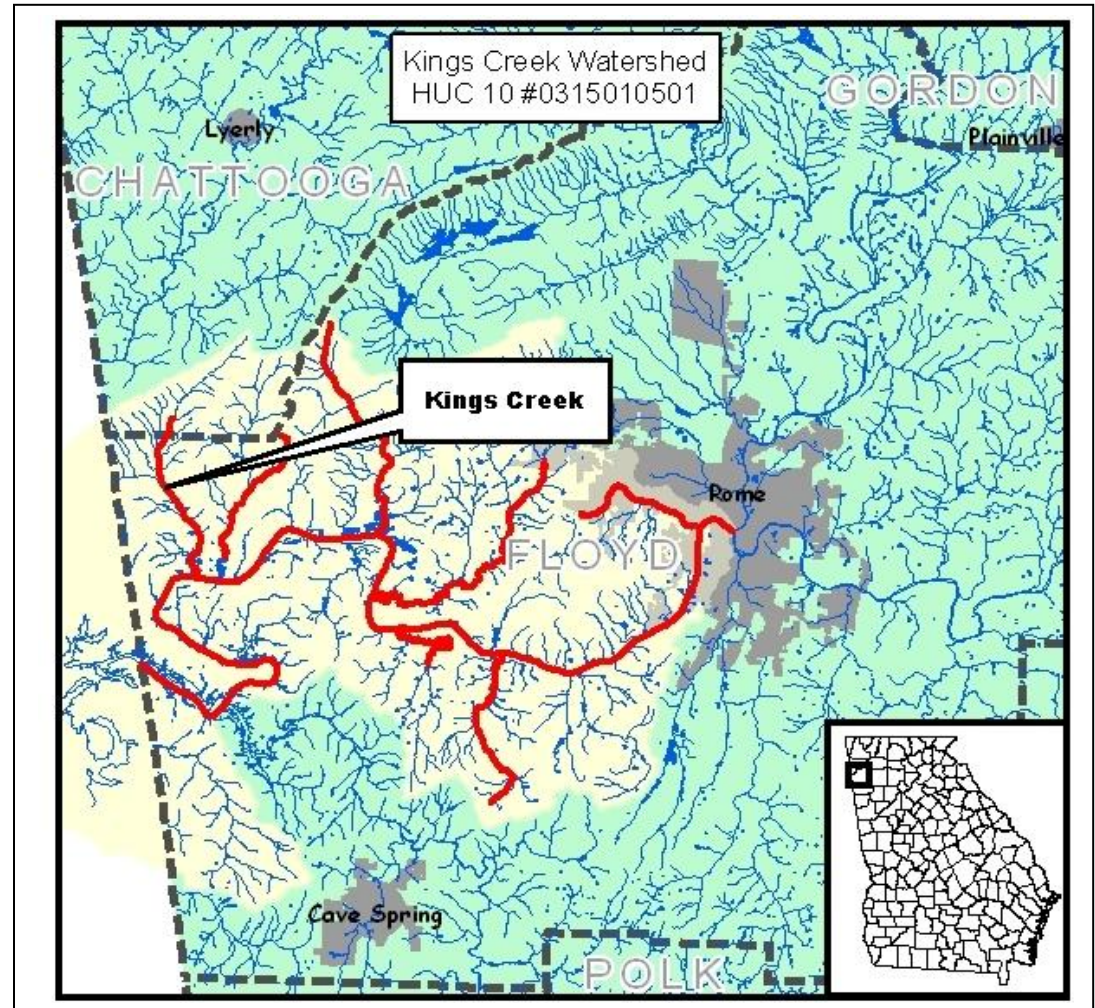 Kings Creek Watershed
HUC 10 #0315010501
GORDON
Lyerly
Plainville
CHATTOOGA
Kings Creek
Rome
FLOYD
Cave Spring
POLK